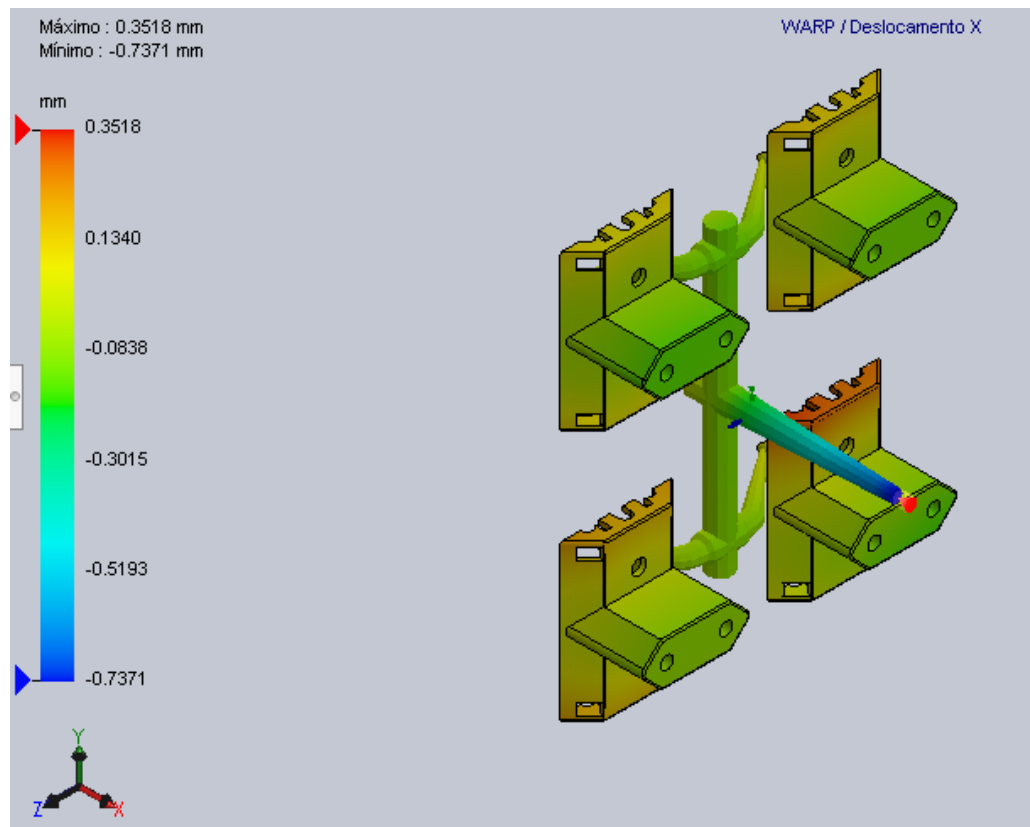 Máximo : 0.3518 mm
Mínimo : -0.7371 mm
WARP / Deslocamento X
mm
0.3518
0.1340
-0.0838
-0.3015
-0.5193
-0.7371
Y
Z
X